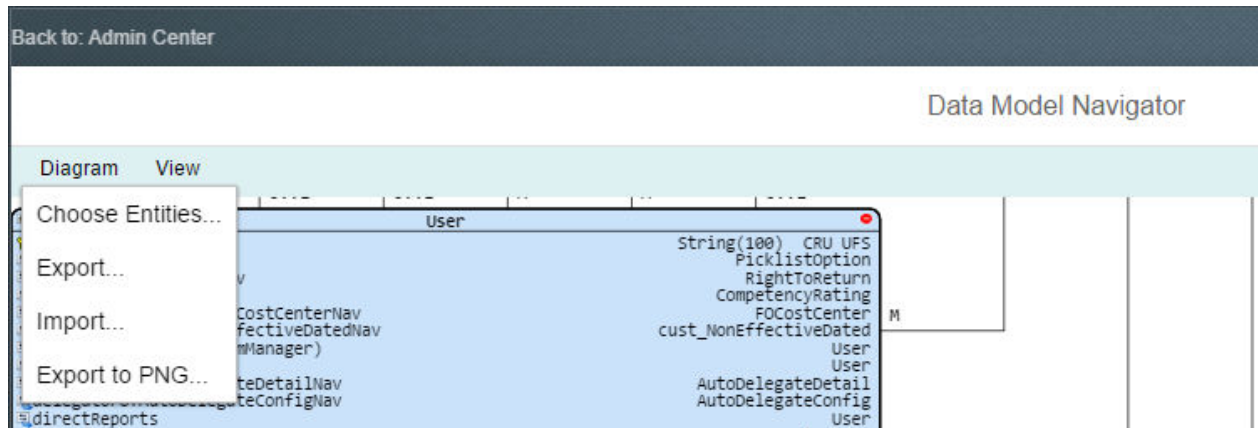 Back to: Admin Center
Data Model Navigator
Diagram View
Choose Entities...
User
String(100) CRU UFS
PicklistOption
Export...
RightToReturn
CompetencyRating
CostCenterNav FOCostCenter M
Import...
fectiveDatedNav cust_NonEffectiveDated
mManager) User
User
Export to PNG...
teDetailNav AutoDelegateDetail
teConfigNav AutoDelegateConfig
directReports User